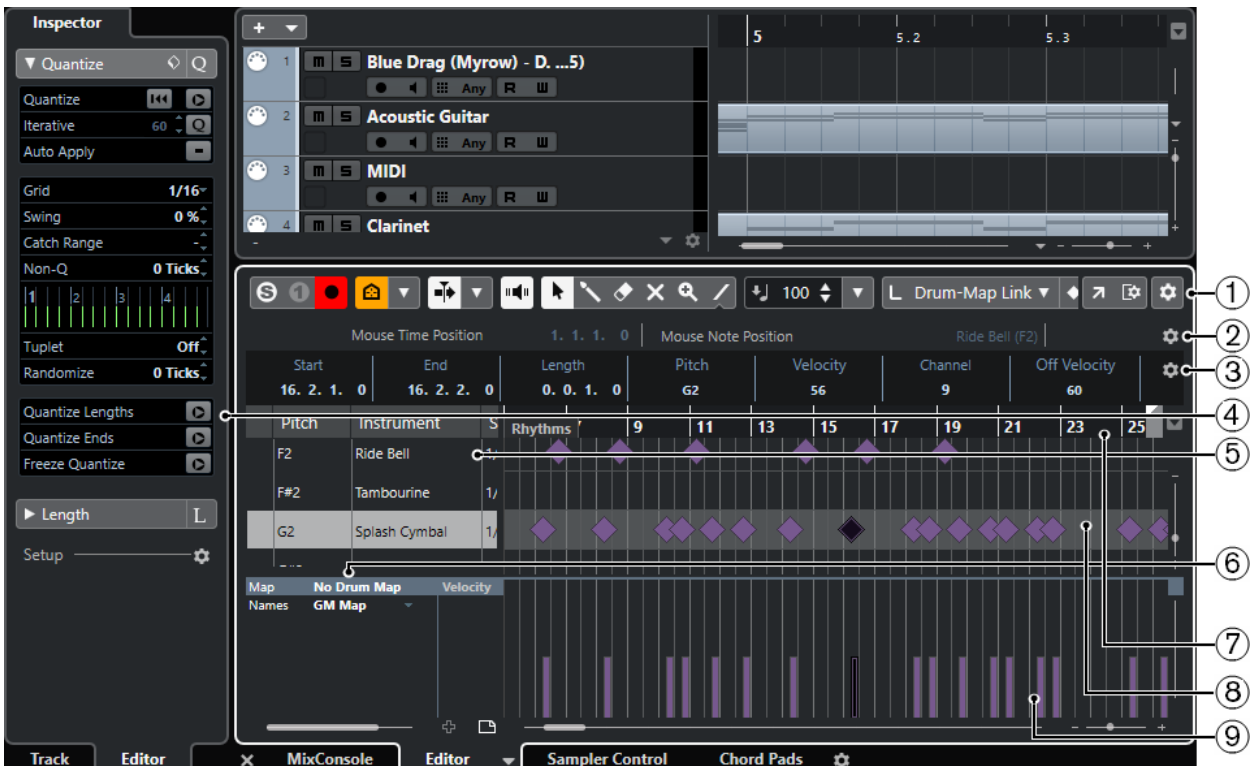 Inspector
Quantize Q
Quantize
Iterative 60 Q
Auto Apply
Grid 1/16
Swing 0 %
Catch Range -
Non-Q 0 Ticks
1 2 3 4
Tuplet Off
Randomize 0 Ticks
Quantize Lengths
Quantize Ends
Freeze Quantize
Length L
Setup
+
5 5.2 5.3
1 m S Blue Drag (Myrow) - D. ...5)
Any R W
2 m S Acoustic Guitar
Any R W
3 m S MIDI
Any R W
4 m S Clarinet
-
S 1 100 L Drum-Map Link
1
Mouse Time Position 1. 1. 1. 0 Mouse Note Position Ride Bell (F2)
2
Start End Length Pitch Velocity Channel Off Velocity
16. 2. 1. 0 16. 2. 2. 0 0. 0. 1. 0 G2 56 9 60
3
4
Pitch Instrument S Rhythms 9 11 13 15 17 19 21 23 25
F2 Ride Bell 1/
5
F#2 Tambourine 1/
G2 Splash Cymbal 1/
6
Map No Drum Map Velocity
Names GM Map
7
8
9
Track Editor MixConsole Editor Sampler Control Chord Pads